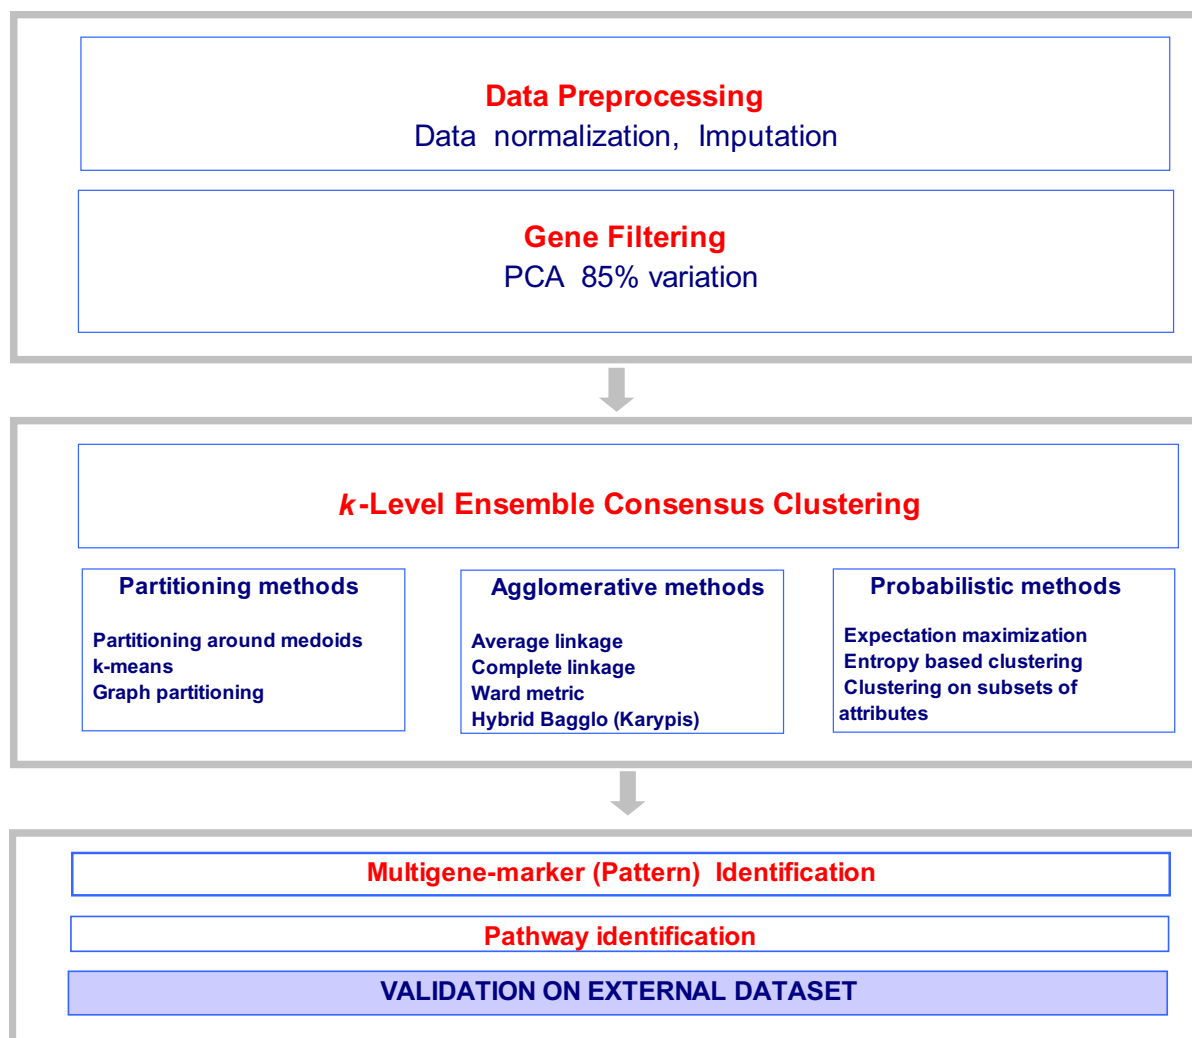 Data Preprocessing
Data normalization, Imputation
Gene Filtering
PCA 85% variation
k-Level Ensemble Consensus Clustering
Partitioning methods
Partitioning around medoids
k-means
Graph partitioning
Agglomerative methods
Average linkage
Complete linkage
Ward metric
Hybrid Bagglo (Karypis)
Probabilistic methods
Expectation maximization
Entropy based clustering
Clustering on subsets of
attributes
Multigene-marker (Pattern) Identification
Pathway identification
VALIDATION ON EXTERNAL DATASET